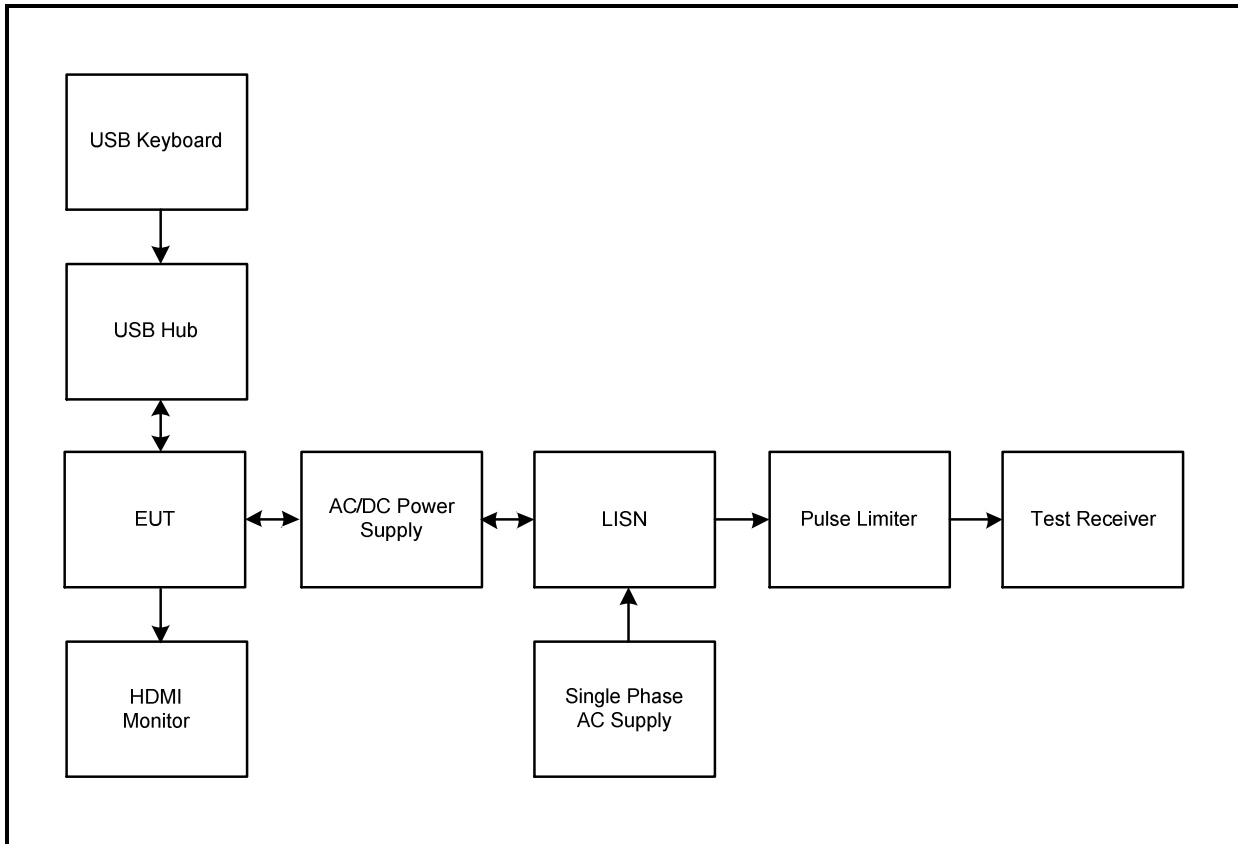 USB Keyboard
USB Hub
EUT
AC/DC Power
Supply
LISN
Pulse Limiter
Test Receiver
HDMI
Monitor
Single Phase
AC Supply